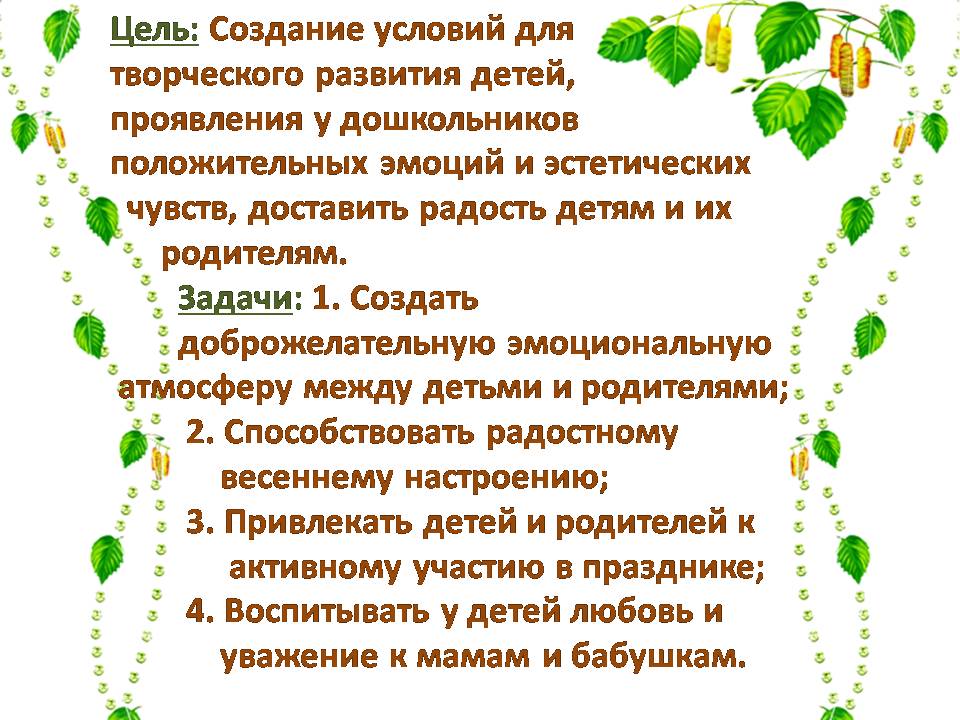 Цель: Создание условий для
творческого развития детей,
проявления у дошкольников
положительных эмоций и эстетических
чувств, доставить радость детям и их
родителям.
Задачи: 1. Создать
доброжелательную эмоциональную
атмосферу между детьми и родителями;
2. Способствовать радостному
весеннему настроению;
3. Привлекать детей и родителей к
активному участию в празднике;
4. Воспитывать у детей любовь и
уважение к мамам и бабушкам.